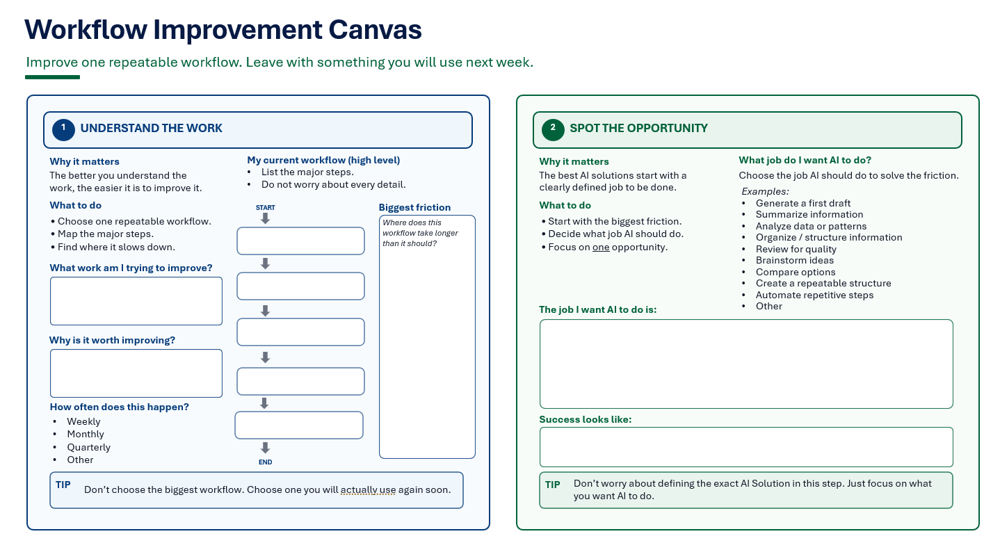 Workflow Improvement Canvas
Improve one repeatable workflow. Leave with something you will use next week.
1 UNDERSTAND THE WORK
Why it matters
The better you understand the
work, the easier it is to improve it.
What to do
• Choose one repeatable workflow.
• Map the major steps.
• Find where it slows down.
What work am I trying to improve?
Why is it worth improving?
How often does this happen?
• Weekly
• Monthly
• Quarterly
• Other
My current workflow (high level)
• List the major steps.
• Do not worry about every detail.
START
END
Biggest friction
Where does this
workflow take longer
than it should?
TIP Don’t choose the biggest workflow. Choose one you will actually use again soon.
2 SPOT THE OPPORTUNITY
Why it matters
The best AI solutions start with a
clearly defined job to be done.
What to do
• Start with the biggest friction.
• Decide what job AI should do.
• Focus on one opportunity.
What job do I want AI to do?
Choose the job AI should do to solve the friction.
Examples:
• Generate a first draft
• Summarize information
• Analyze data or patterns
• Organize / structure information
• Review for quality
• Brainstorm ideas
• Compare options
• Create a repeatable structure
• Automate repetitive steps
• Other
The job I want AI to do is:
Success looks like:
TIP Don’t worry about defining the exact AI Solution in this step. Just focus on what
you want AI to do.